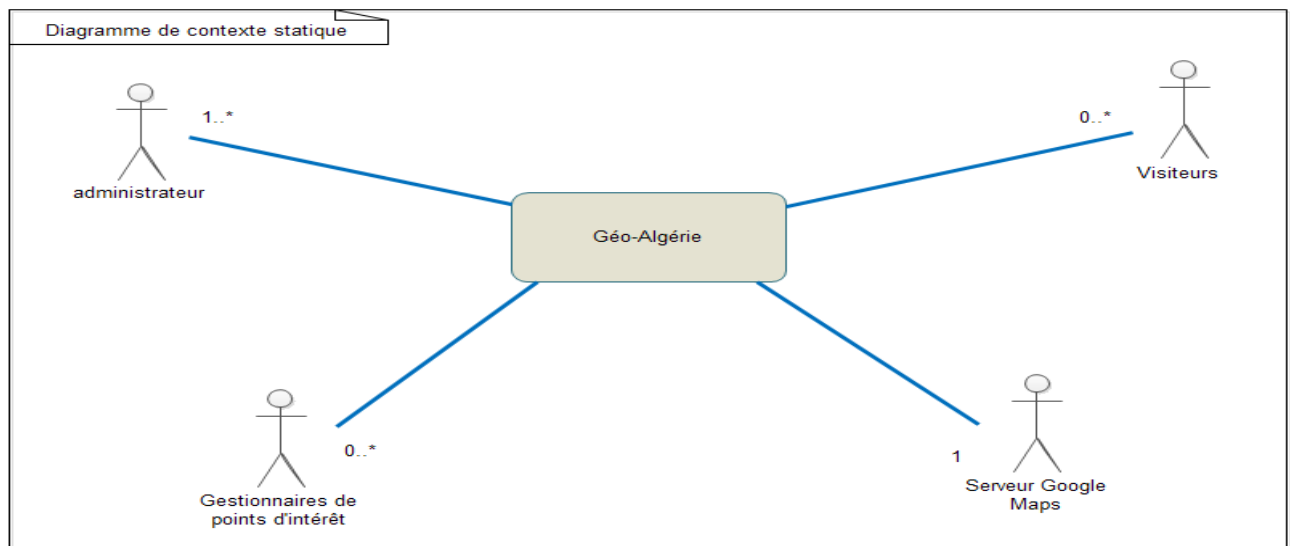 Diagramme de contexte statique
1..*
0..*
administrateur
Visiteurs
Géo-Algérie
0..*
1
Gestionnaires de
points d'intérêt
Serveur Google
Maps